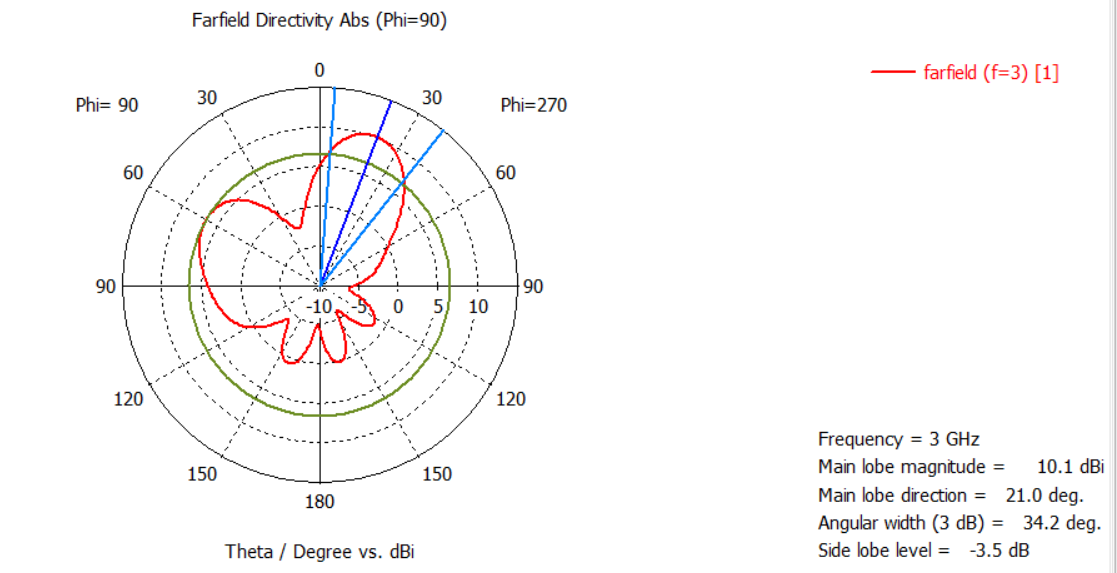 Farfield Directivity Abs (Phi=90)
farfield (f=3) [1]
0
Phi= 90
30
30
Phi=270
60
60
90
90
-10
-5
0
5
10
120
120
150
150
180
Theta / Degree vs. dBi
Frequency = 3 GHz
Main lobe magnitude = 10.1 dBi
Main lobe direction = 21.0 deg.
Angular width (3 dB) = 34.2 deg.
Side lobe level = -3.5 dB